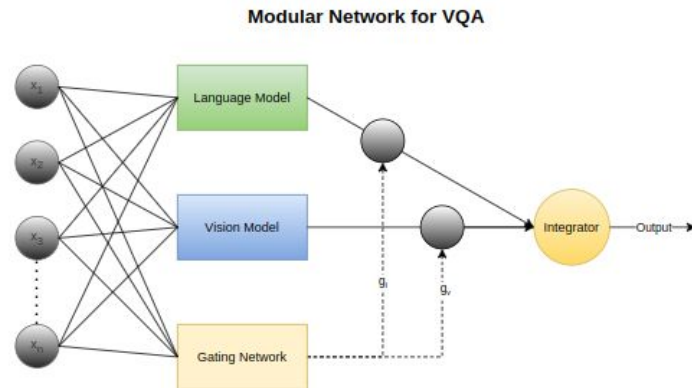 Modular Network for VQA
x1
x2
x3
xn
Language Model
Vision Model
Gating Network
gl
gv
Integrator
Output